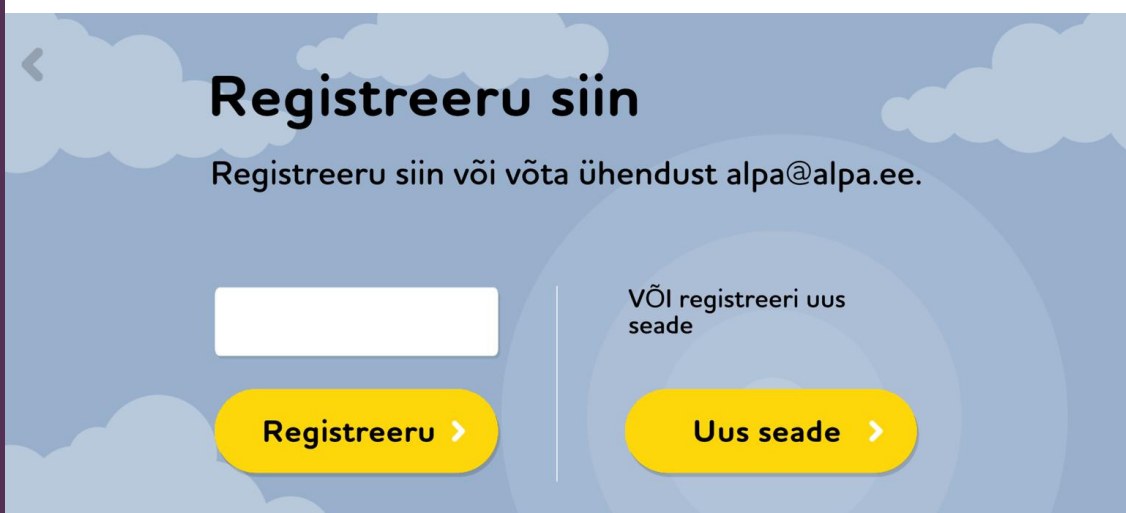 Registreeru siin
Registreeru siin või võta ühendust alpa@alpa.ee.
VÕI registreeri uus
seade
Registreeru
Uus seade